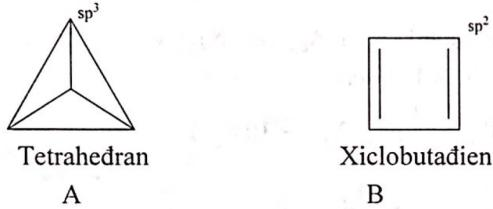 sp³ sp²
Tetrahedran Xiclobutađien
A B